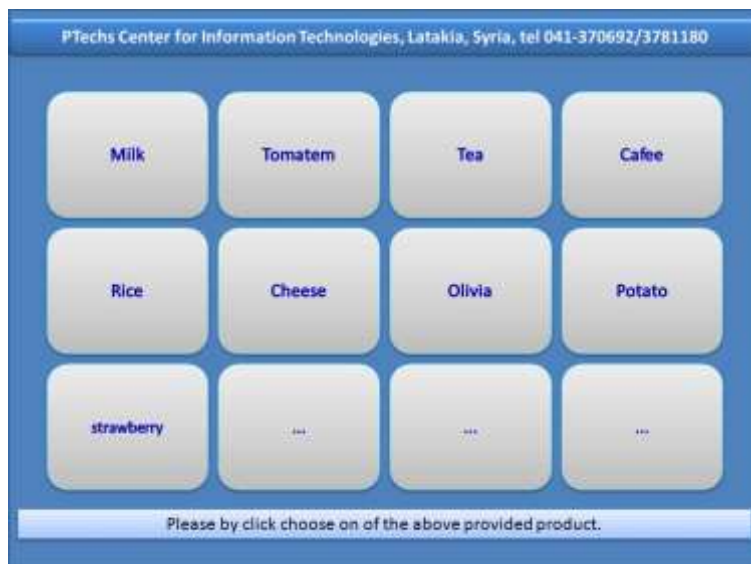 PTechs Center for Information Technologies, Latakia, Syria, tel 041-370692/3781180
Milk Tomatem Tea Cafee
Rice Cheese Olivia Potato
strawberry ... ... ...
Please by click choose on of the above provided product.